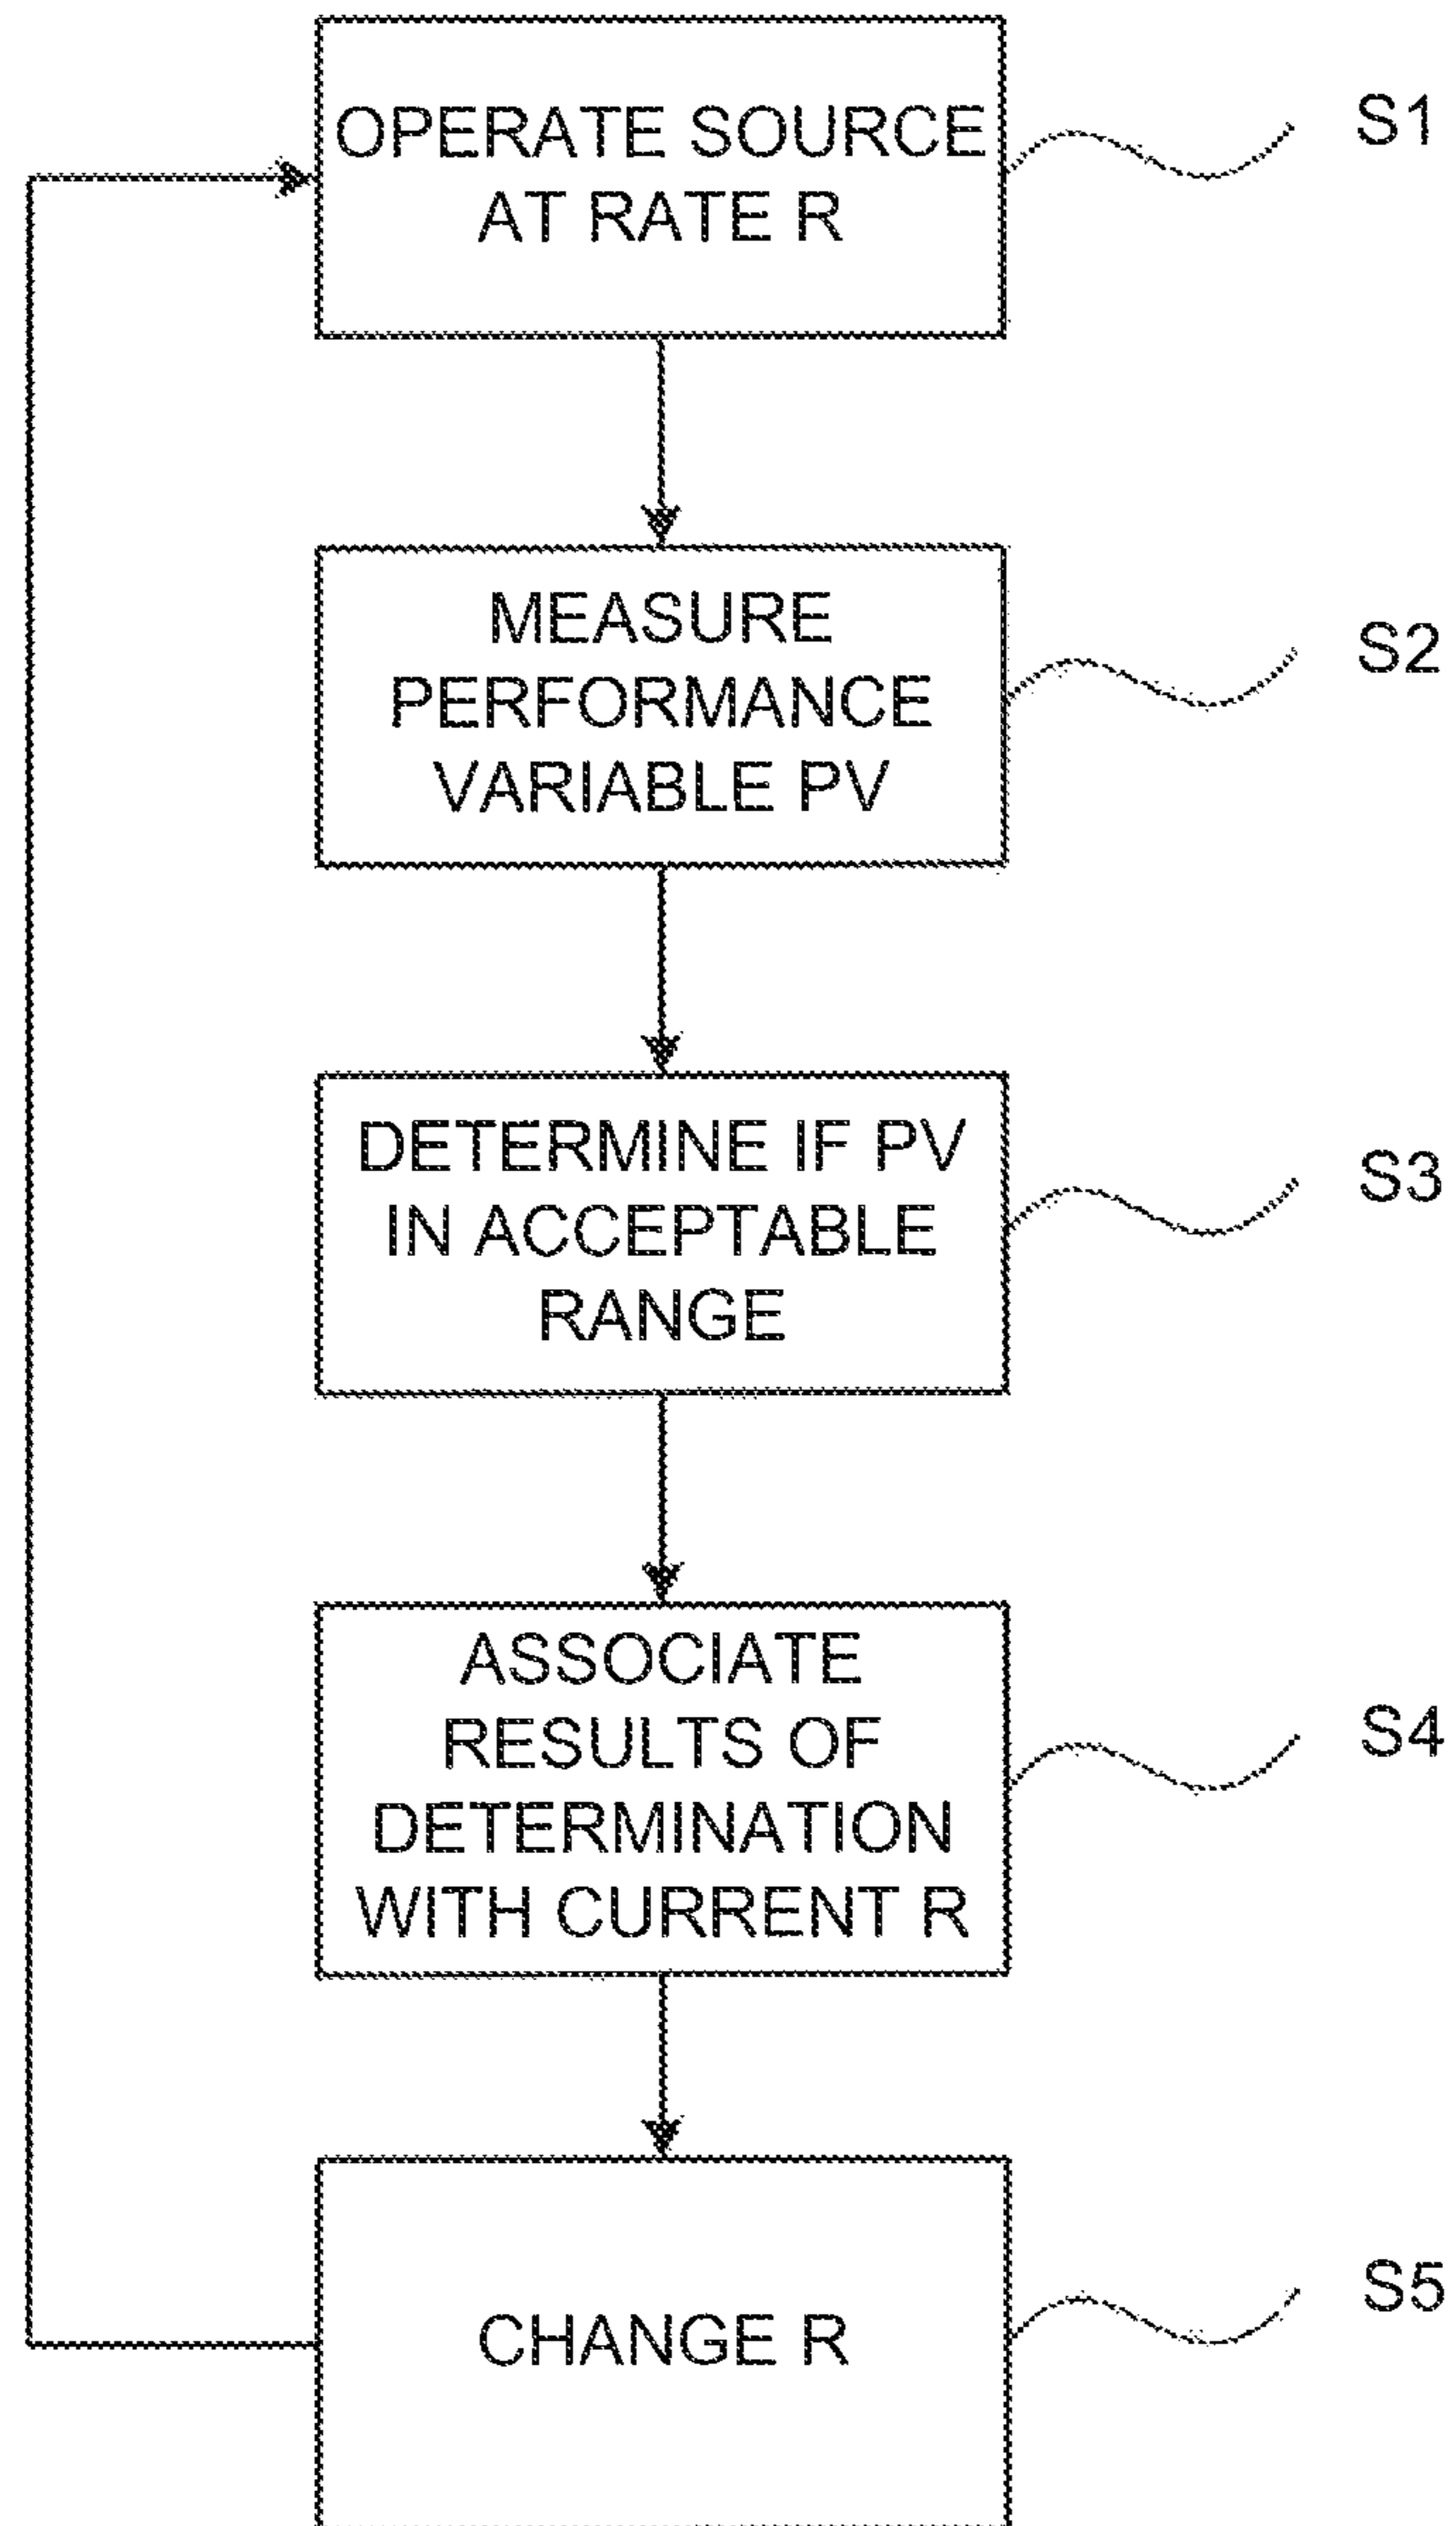 OPERATE SOURCE
AT RATE R
S1
MEASURE
PERFORMANCE
VARIABLE PV
S2
DETERMINE IF PV
IN ACCEPTABLE
RANGE
S3
ASSOCIATE
RESULTS OF
DETERMINATION
WITH CURRENT R
S4
CHANGE R
S5